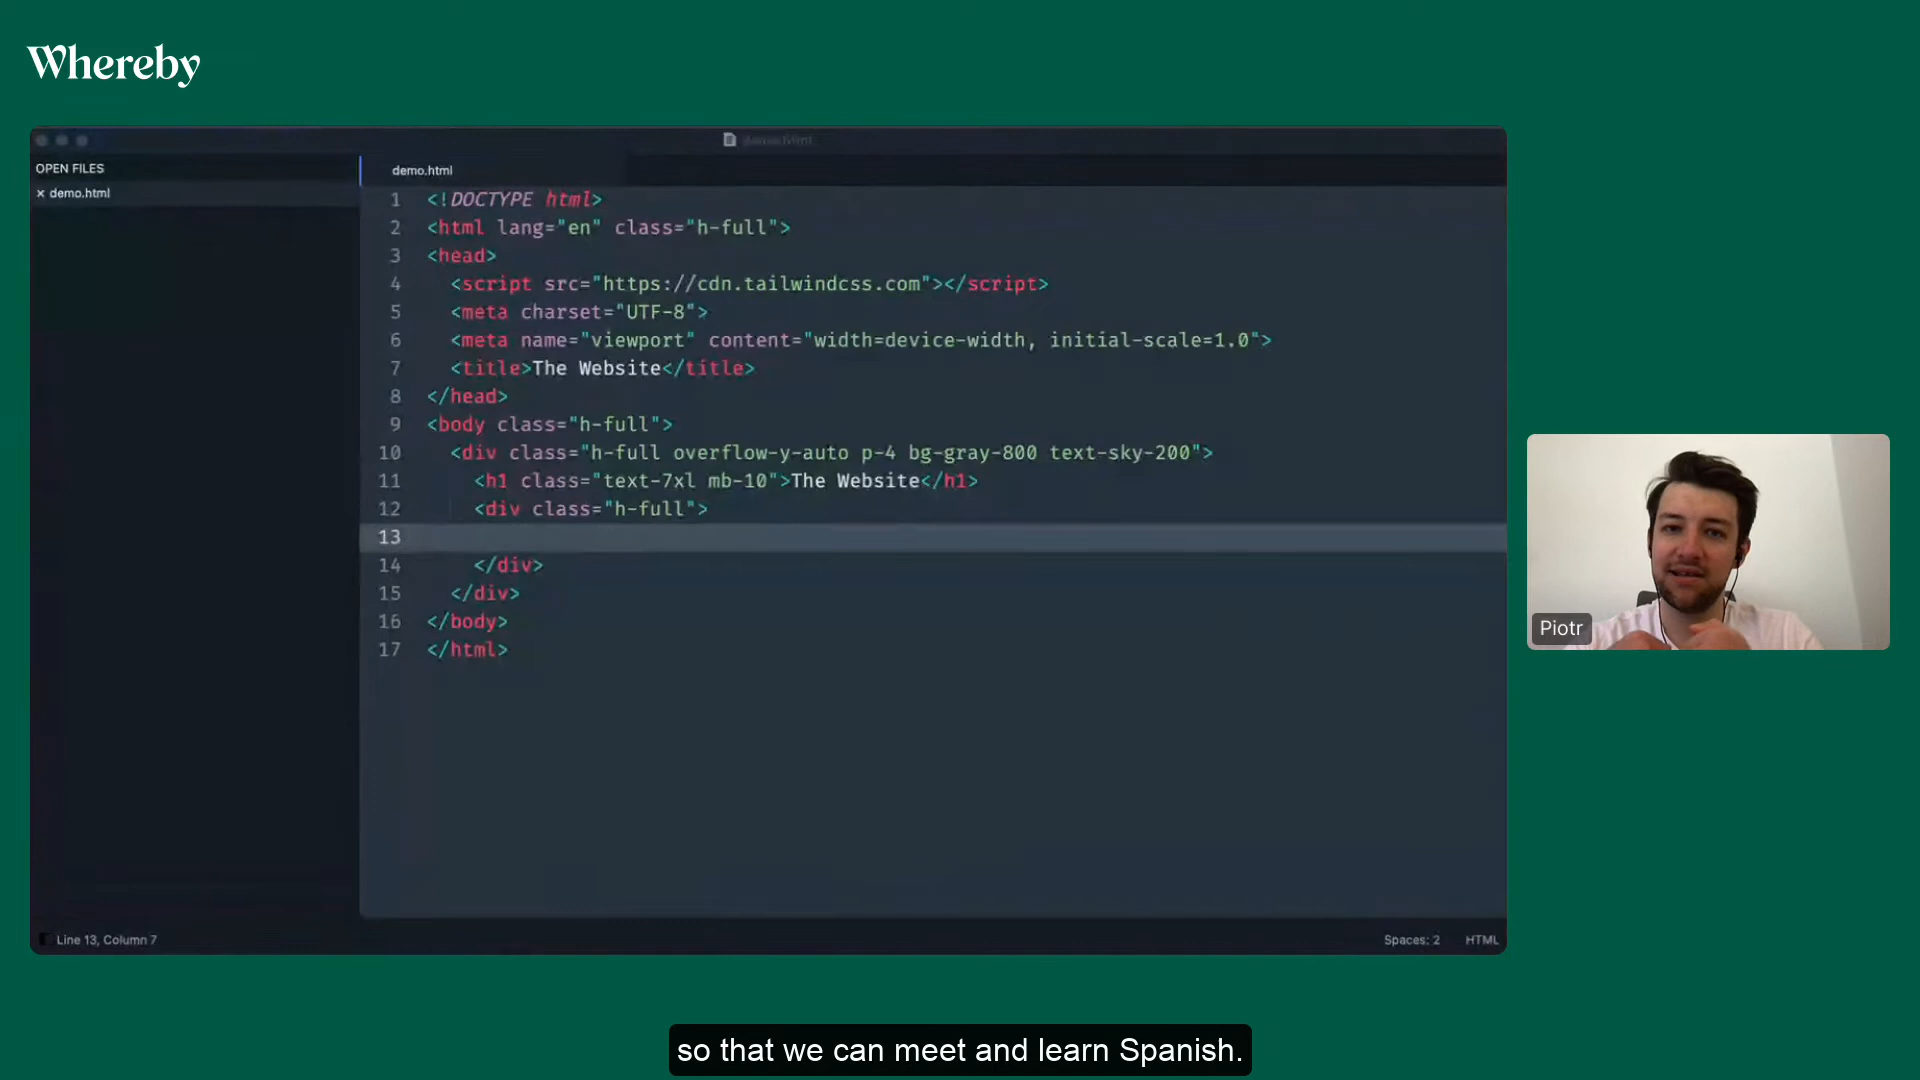 Whereby
OPEN FILES
× demo.html
demo.html
1 <!DOCTYPE html>
2 <html lang="en" class="h-full">
3 <head>
4 <script src="https://cdn.tailwindcss.com"></script>
5 <meta charset="UTF-8">
6 <meta name="viewport" content="width=device-width, initial-scale=1.0">
7 <title>The Website</title>
8 </head>
9 <body class="h-full">
10 <div class="h-full overflow-y-auto p-4 bg-gray-800 text-sky-200">
11 <h1 class="text-7xl mb-10">The Website</h1>
12 <div class="h-full">
13
14 </div>
15 </div>
16 </body>
17 </html>
Piotr
Line 13, Column 7
Spaces: 2 HTML
so that we can meet and learn Spanish.